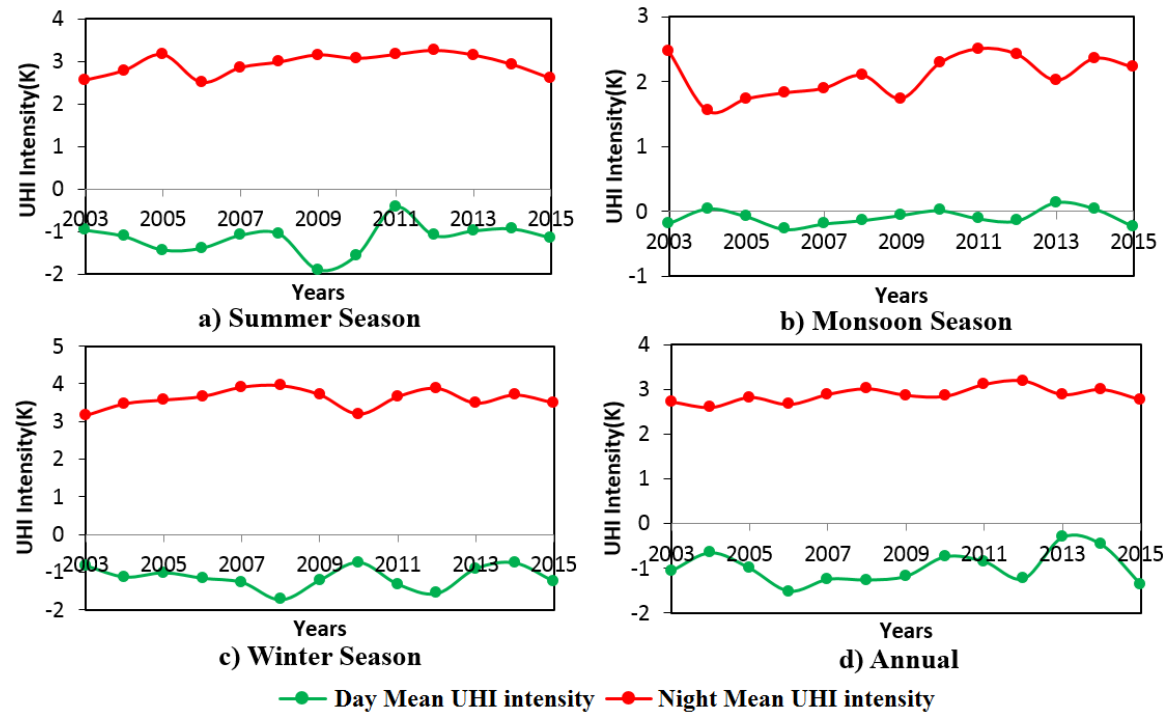 4
3
2
1
0
-1
-2
UHI Intensity(K)
2003 2005 2007 2009 2011 2013 2015
Years
a) Summer Season
3
2
1
0
-1
UHI Intensity(K)
2003 2005 2007 2009 2011 2013 2015
Years
b) Monsoon Season
5
4
3
2
1
0
-1
-2
UHI Intensity(K)
2003 2005 2007 2009 2011 2013 2015
Years
c) Winter Season
4
3
2
1
0
-1
-2
UHI Intensity(K)
2003 2005 2007 2009 2011 2013 2015
Years
d) Annual
Day Mean UHI intensity Night Mean UHI intensity